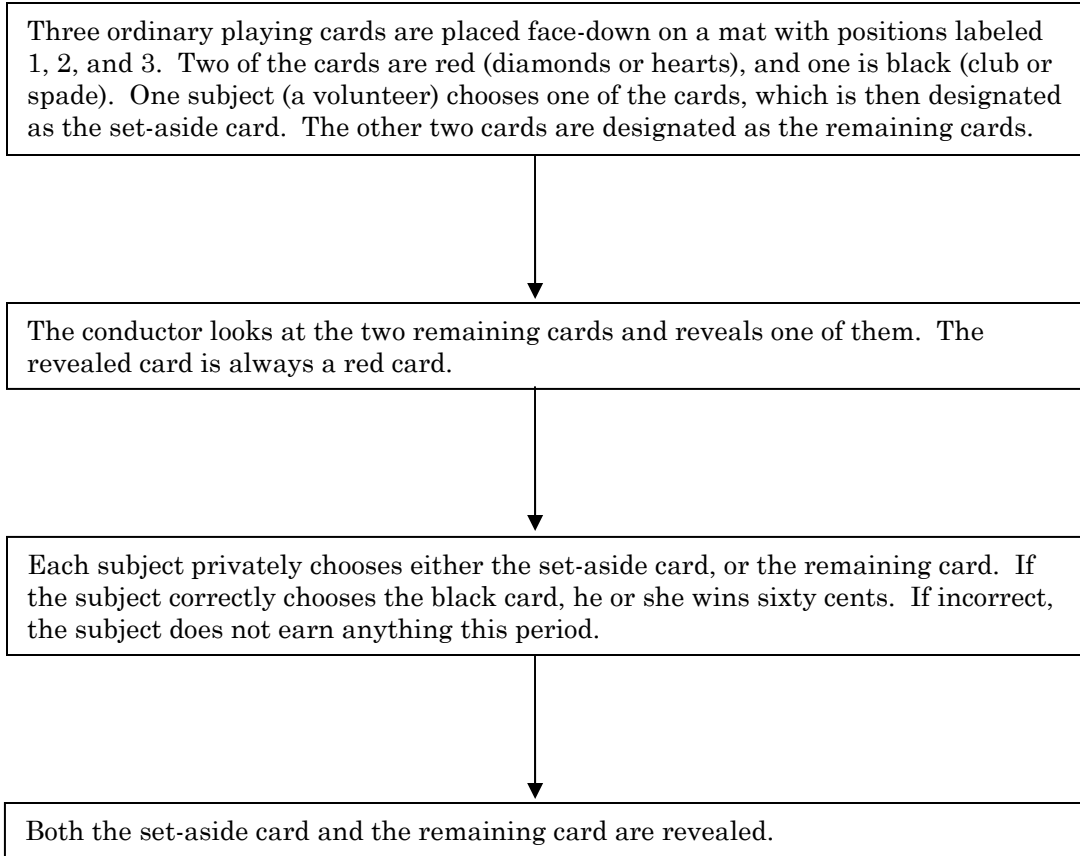 Three ordinary playing cards are placed face-down on a mat with positions labeled
1, 2, and 3.  Two of the cards are red (diamonds or hearts), and one is black (club or
spade).  One subject (a volunteer) chooses one of the cards, which is then designated
as the set-aside card.  The other two cards are designated as the remaining cards.
The conductor looks at the two remaining cards and reveals one of them.  The
revealed card is always a red card.
Each subject privately chooses either the set-aside card, or the remaining card.  If
the subject correctly chooses the black card, he or she wins sixty cents.  If incorrect,
the subject does not earn anything this period.
Both the set-aside card and the remaining card are revealed.